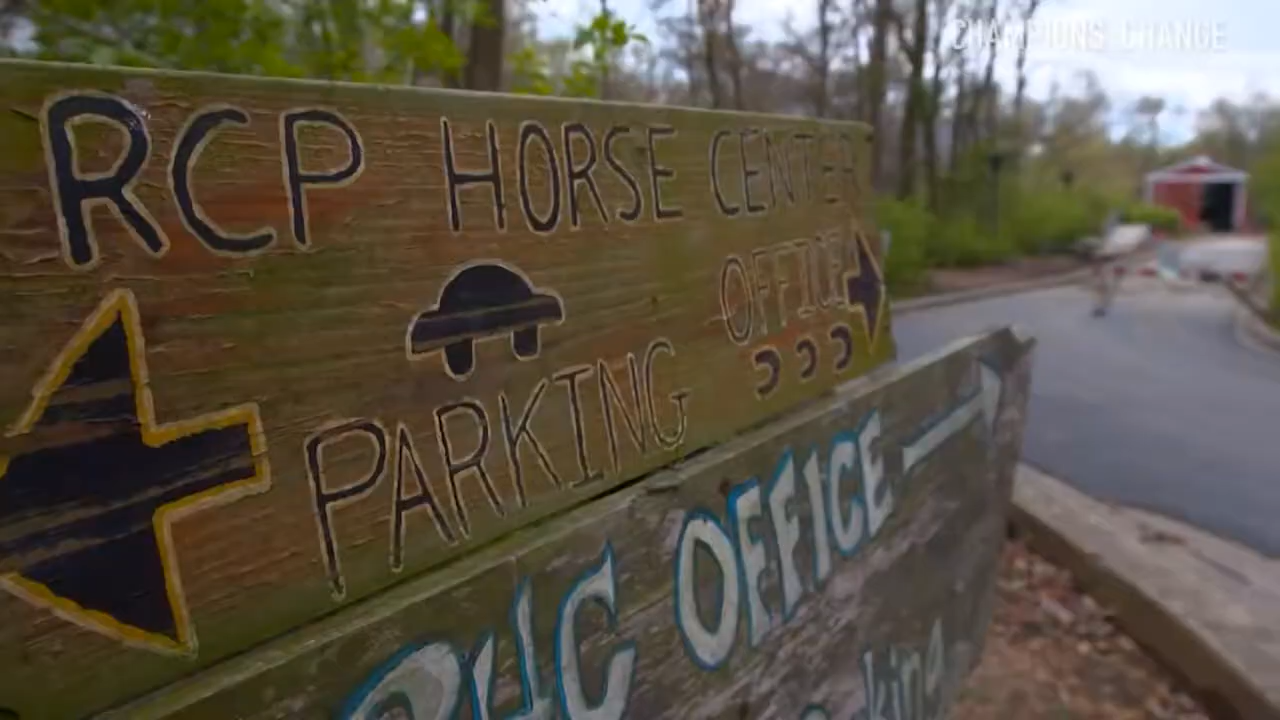 CHAMPIONS CHANGE
RCP HORSE CENTER
OFFICE
PARKING
OFFICE